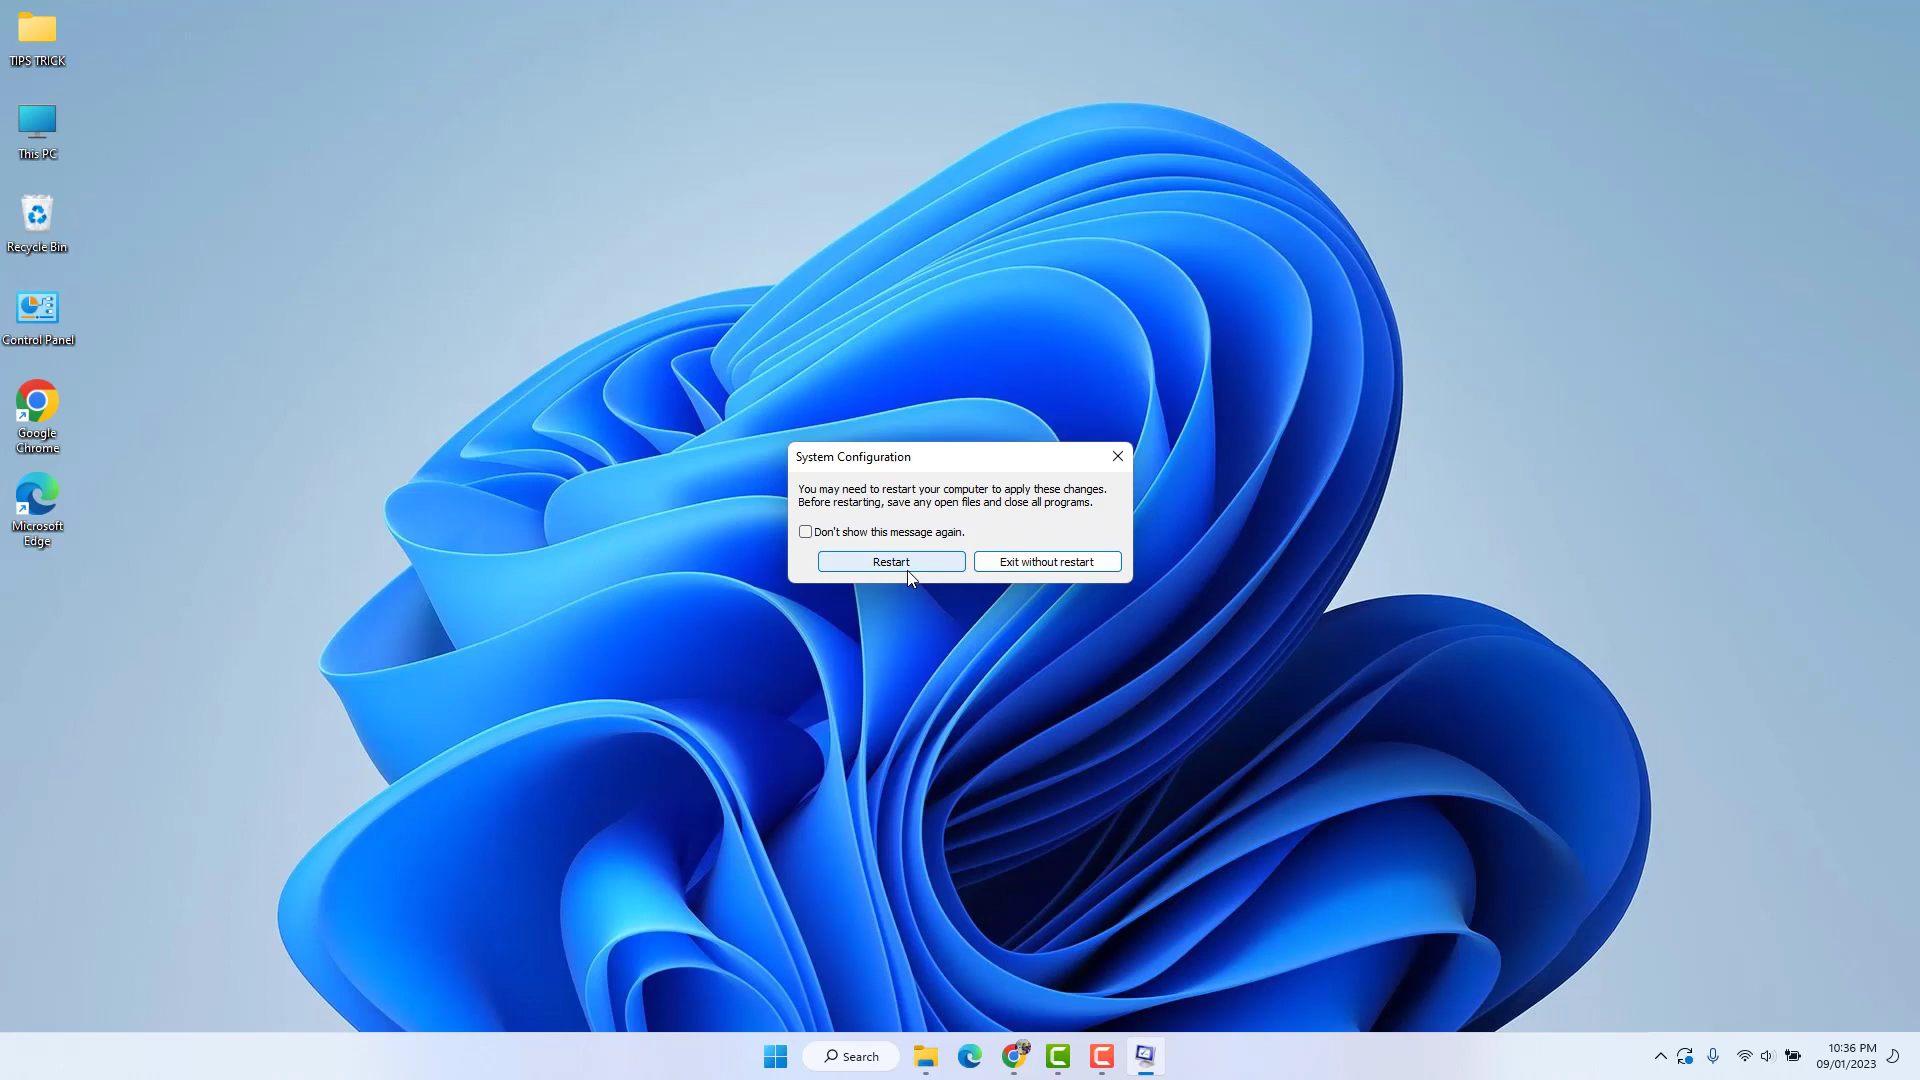 TIPS TRICK
This PC
Recycle Bin
Control Panel
Google
Chrome
Microsoft
Edge
System Configuration
You may need to restart your computer to apply these changes.
Before restarting, save any open files and close all programs.
Don't show this message again.
Restart
Exit without restart
Search
10:36 PM
09/01/2023